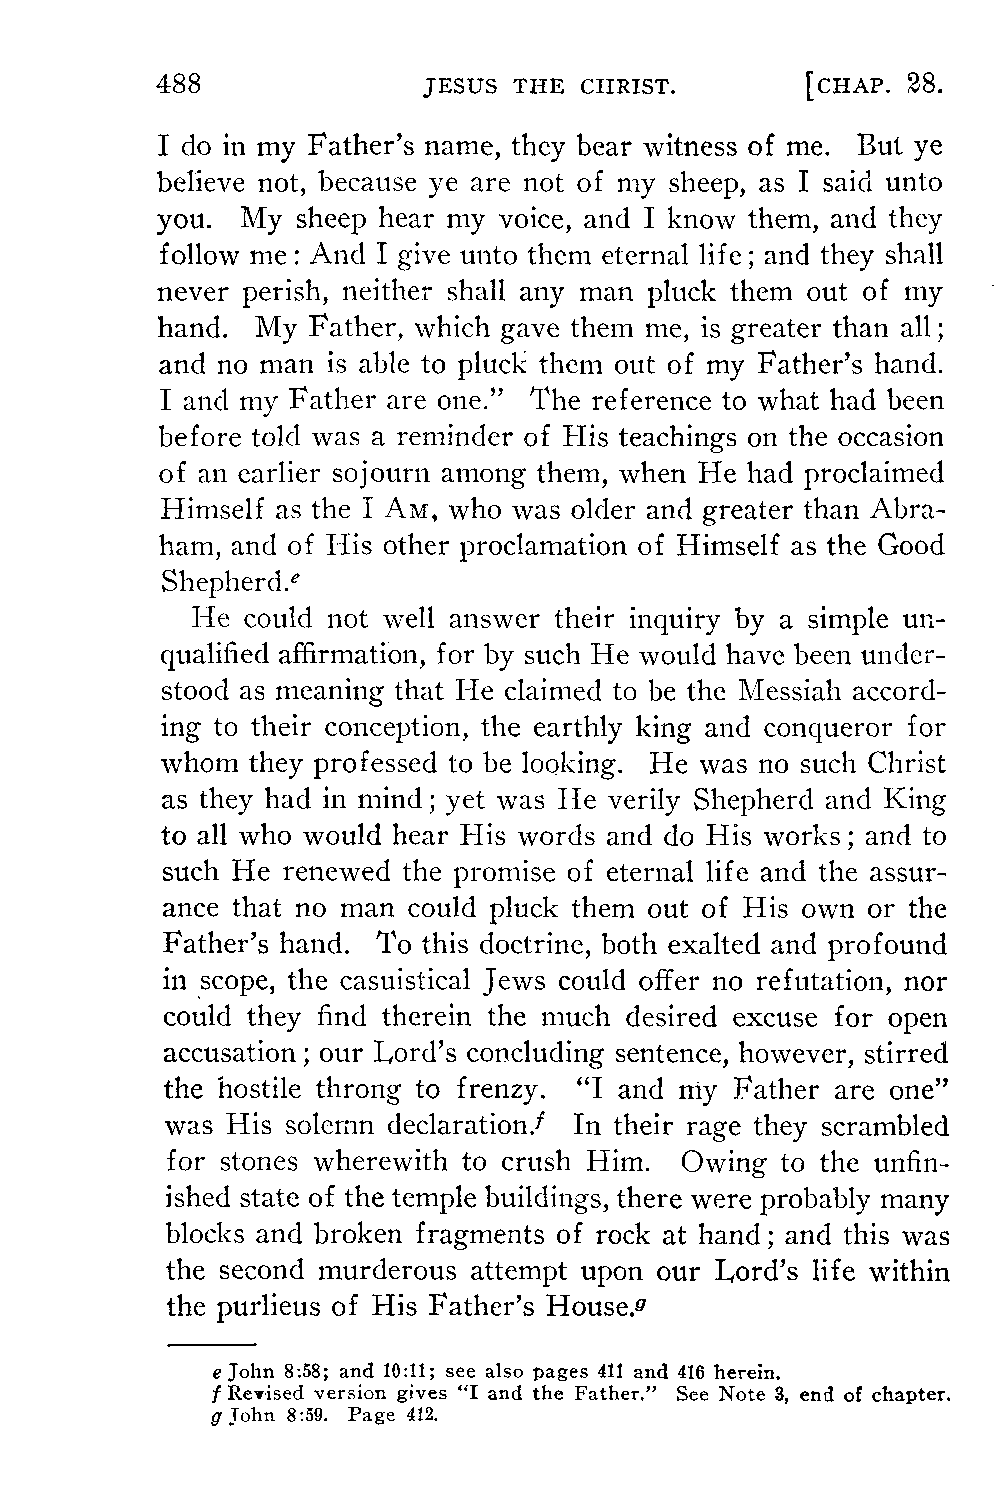 488 JESUS THE CHRIST. [CHAP. 28.
I do in my Father's name, they bear witness of me. But ye
believe not, because ye are not of my sheep, as I said unto
you. My sheep hear my voice, and I know them, and they
follow me: And I give unto them eternal life; and they shall
never perish, neither shall any man pluck them out of my
hand. My Father, which gave them me, is greater than all;
and no man is able to pluck them out of my Father's hand.
I and my Father are one." The reference to what had been
before told was a reminder of His teachings on the occasion
of an earlier sojourn among them, when He had proclaimed
Himself as the I AM, who was older and greater than Abra-
ham, and of His other proclamation of Himself as the Good
Shepherd.e
He could not well answer their inquiry by a simple un-
qualified affirmation, for by such He would have been under-
stood as meaning that He claimed to be the Messiah accord-
ing to their conception, the earthly king and conqueror for
whom they professed to be looking. He was no such Christ
as they had in mind; yet was He verily Shepherd and King
to all who would hear His words and do His works; and to
such He renewed the promise of eternal life and the assur-
ance that no man could pluck them out of His own or the
Father's hand. To this doctrine, both exalted and profound
in scope, the casuistical Jews could offer no refutation, nor
could they find therein the much desired excuse for open
accusation; our Lord's concluding sentence, however, stirred
the hostile throng to frenzy. "I and my Father are one"
was His solemn declaration.f In their rage they scrambled
for stones wherewith to crush Him. Owing to the unfin-
ished state of the temple buildings, there were probably many
blocks and broken fragments of rock at hand; and this was
the second murderous attempt upon our Lord's life within
the purlieus of His Father's House.g
e John 8:58; and 10:11; see also pages 411 and 416 herein.
f Revised version gives "I and the Father." See Note 3, end of chapter.
g John 8:59. Page 412.